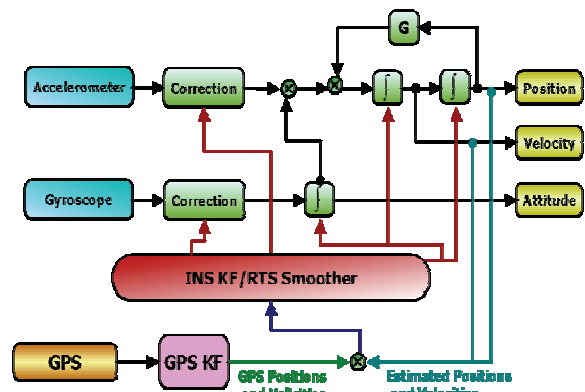 G
Accelerometer
Correction
∫
∫
Position
Velocity
Gyroscope
Correction
∫
Attitude
INS KF/RTS Smoother
GPS
GPS KF
GPS Positions
Estimated Positions